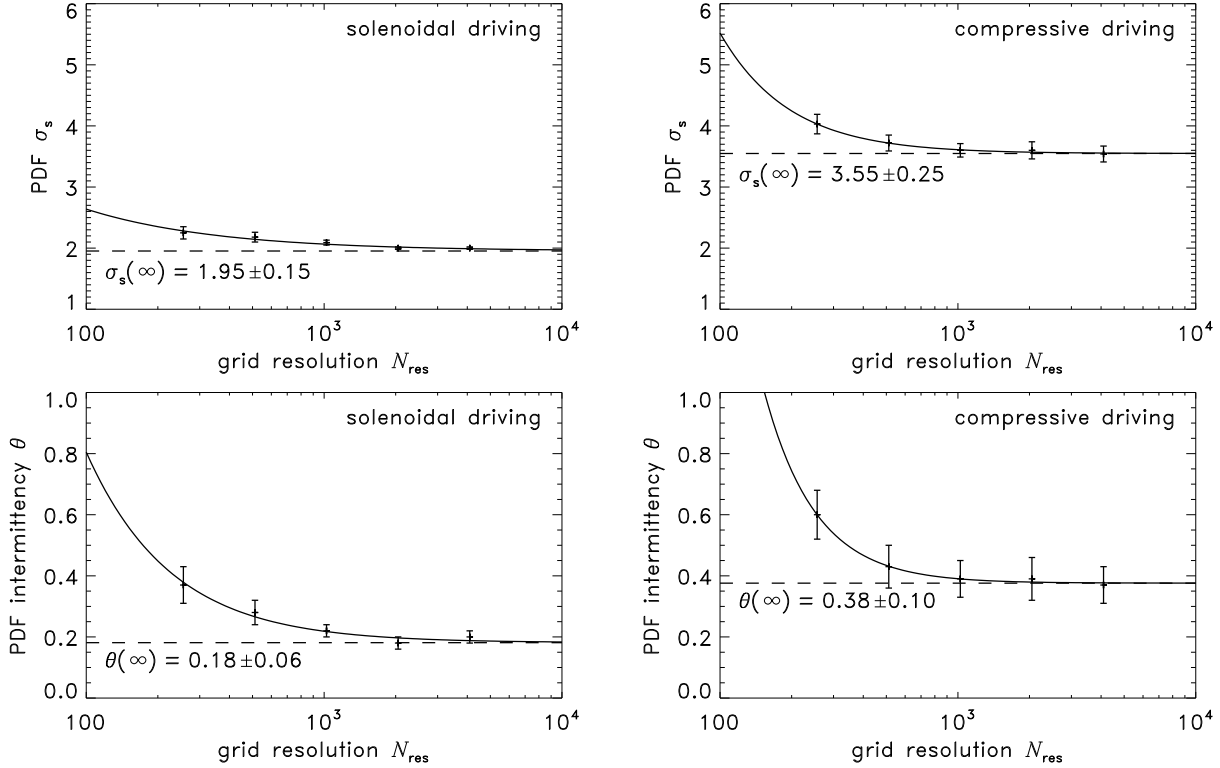 6 solenoidal driving
5
4
3
2
1
PDF σs
σs(∞) = 1.95±0.15
100 10³ 10⁴
grid resolution Nres
6 compressive driving
5
4
3
2
1
PDF σs
σs(∞) = 3.55±0.25
100 10³ 10⁴
grid resolution Nres
1.0 solenoidal driving
0.8
0.6
0.4
0.2
0.0
PDF intermittency θ
θ(∞) = 0.18±0.06
100 10³ 10⁴
grid resolution Nres
1.0 compressive driving
0.8
0.6
0.4
0.2
0.0
PDF intermittency θ
θ(∞) = 0.38±0.10
100 10³ 10⁴
grid resolution Nres